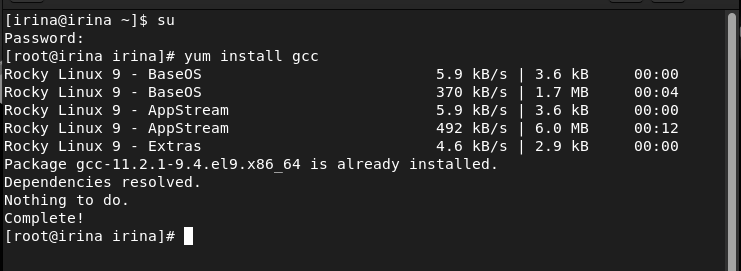 [irina@irina ~]$ su
Password:
[root@irina irina]# yum install gcc
Rocky Linux 9 - BaseOS                          5.9 kB/s | 3.6 kB     00:00
Rocky Linux 9 - BaseOS                          370 kB/s | 1.7 MB     00:04
Rocky Linux 9 - AppStream                       5.9 kB/s | 3.6 kB     00:00
Rocky Linux 9 - AppStream                       492 kB/s | 6.0 MB     00:12
Rocky Linux 9 - Extras                          4.6 kB/s | 2.9 kB     00:00
Package gcc-11.2.1-9.4.el9.x86_64 is already installed.
Dependencies resolved.
Nothing to do.
Complete!
[root@irina irina]#